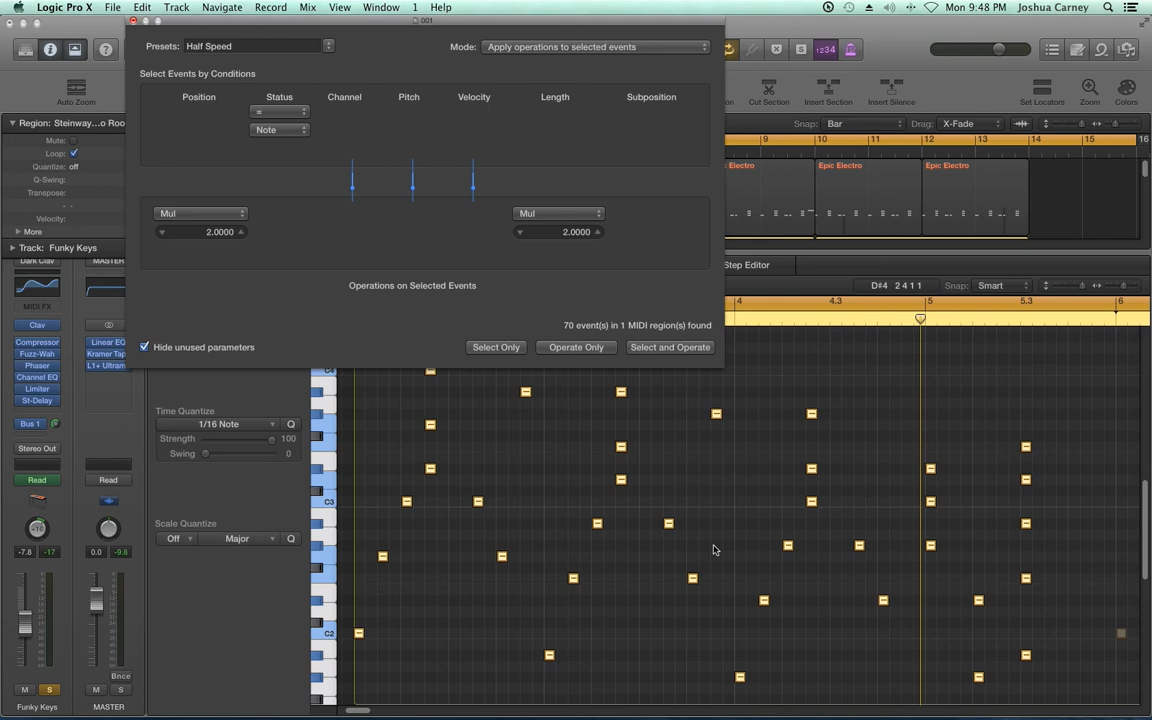 Logic Pro X File Edit Track Navigate Record Mix View Window 1 Help Mon 9:48 PM Joshua Carney
001
Presets: Half Speed
Mode: Apply operations to selected events
1234
Auto Zoom
Cut Section Insert Section Insert Silence
Set Locators Zoom Colors
Select Events by Conditions
Position Status Channel Pitch Velocity Length Subposition
=
Note
Mul
2.0000
Mul
2.0000
Operations on Selected Events
70 event(s) in 1 MIDI region(s) found
Hide unused parameters
Select Only Operate Only Select and Operate
Region: Steinway...o Roo
Mute:
Loop:
Quantize: off
Q-Swing:
Transpose:
- -
Velocity:
More
Track: Funky Keys
Snap: Bar Drag: X-Fade
9 10 11 12 13 14 15 16
Electro Epic Electro Epic Electro
Step Editor
D#4 2 4 1 1 Snap: Smart
4 4.3 5 5.3 6
Dark Clav MASTER
MIDI FX
Clav
Compressor Linear EQ
Fuzz-Wah Kramer Tap
Phaser L1+ Ultram
Channel EQ
Limiter
St-Delay
Bus 1
Stereo Out
Read Read
+16
-7.8 -17 0.0 -9.8
Bnce
M S M S
Funky Keys MASTER
Time Quantize
1/16 Note Q
Strength 100
Swing 0
Scale Quantize
Off Major Q
C4
C3
C2